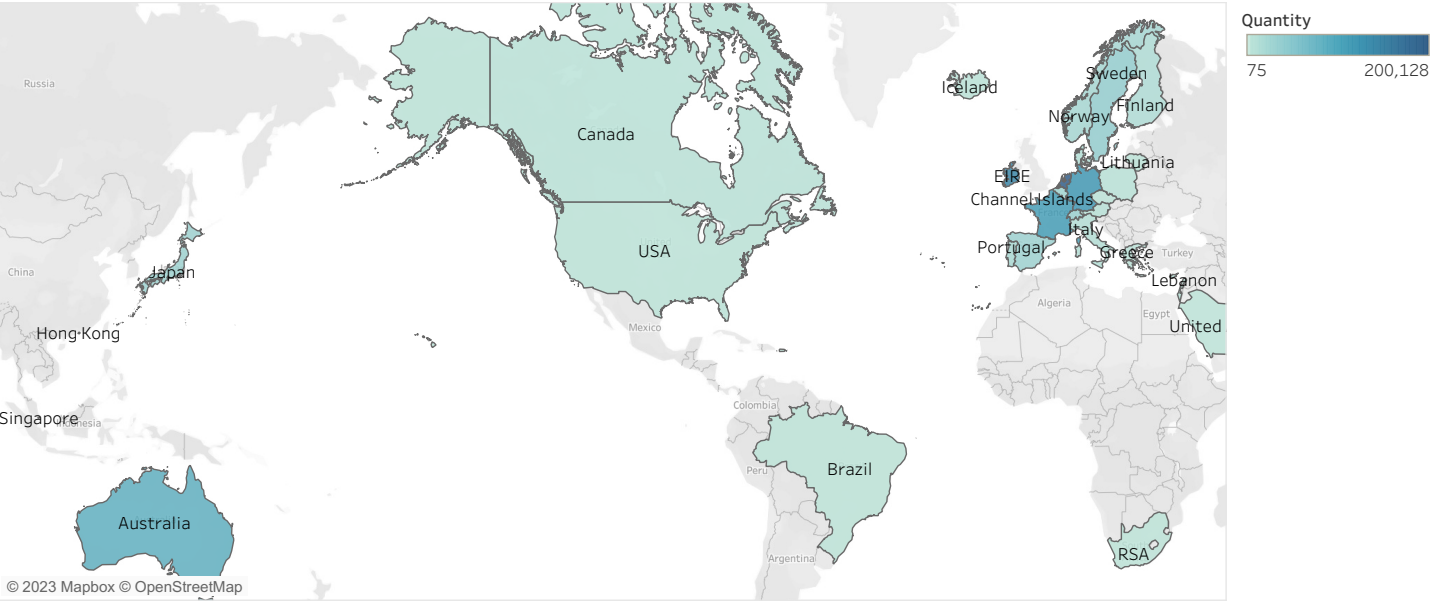 Quantity
75 200,128
Russia
Sweden
Iceland
Finland
Norway
Canada
Lithuania
EIRE
Channel Islands
France
Italy
USA
Portugal
Greece
Turkey
Japan
China
Lebanon
Algeria
Egypt
United
Mexico
Hong Kong
Colombia
Singapore
Indonesia
Brazil
Peru
Australia
RSA
Argentina
© 2023 Mapbox © OpenStreetMap